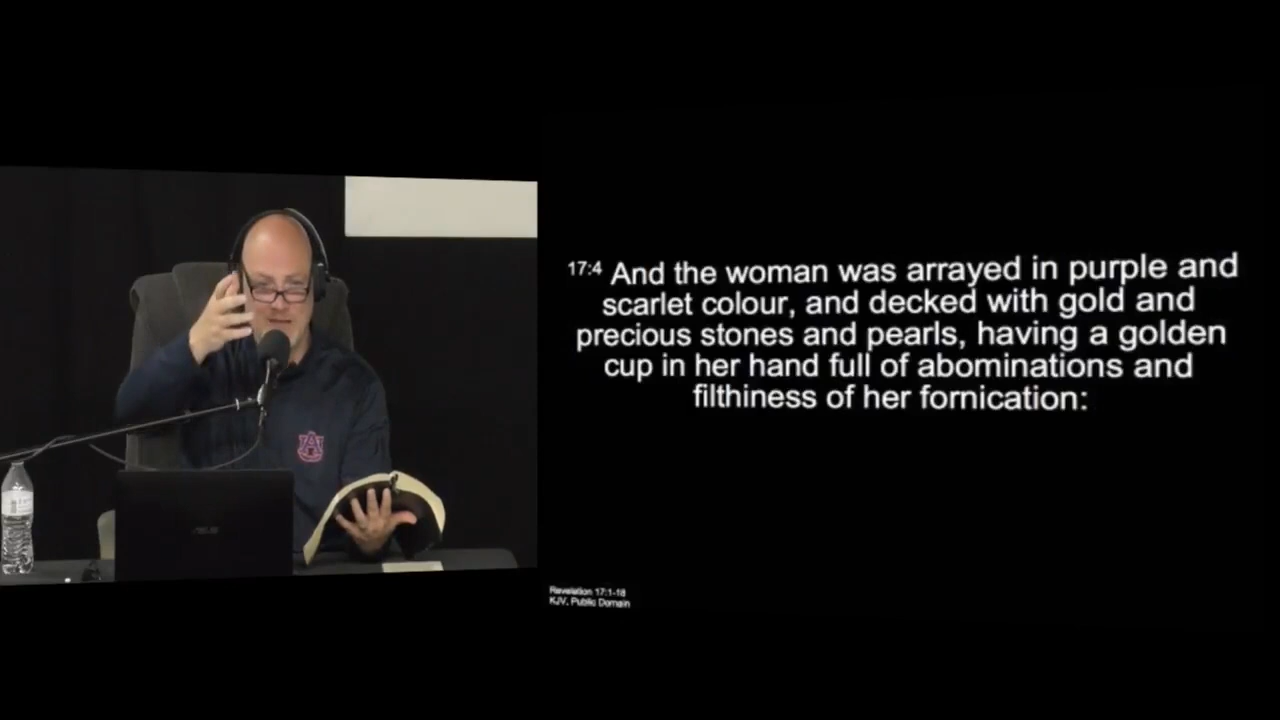 17:4 And the woman was arrayed in purple and
scarlet colour, and decked with gold and
precious stones and pearls, having a golden
cup in her hand full of abominations and
filthiness of her fornication:
AU
ASUS
Revelation 17:1-18
KJV, Public Domain